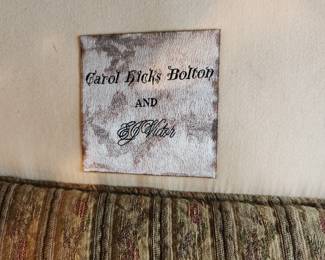 Carol Hicks Bolton
AND
EJ Victor